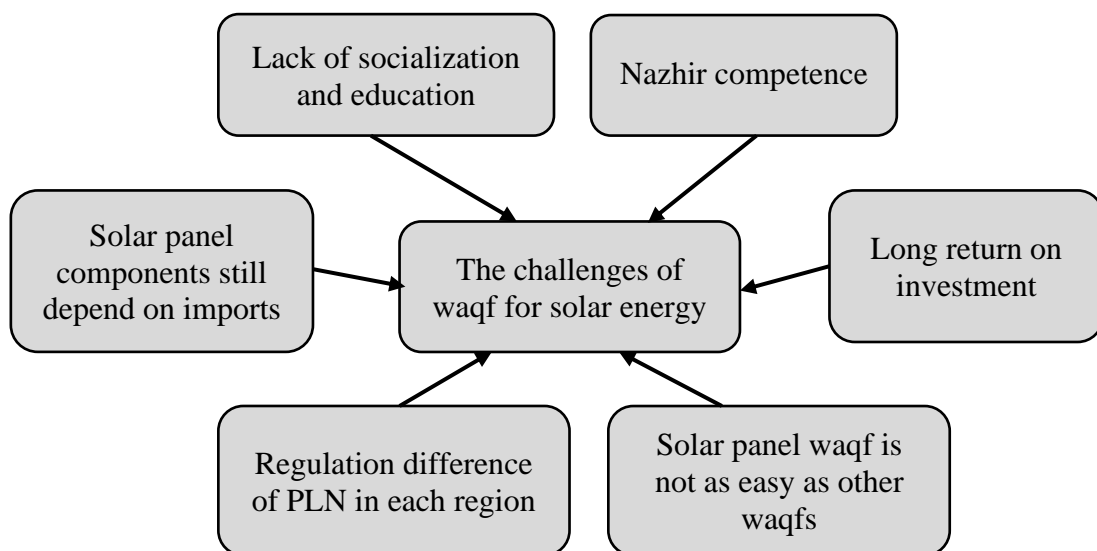 Lack of socialization
and education
Nazhir competence
Solar panel
components still
depend on imports
The challenges of
waqf for solar energy
Long return on
investment
Regulation difference
of PLN in each region
Solar panel waqf is
not as easy as other
waqfs